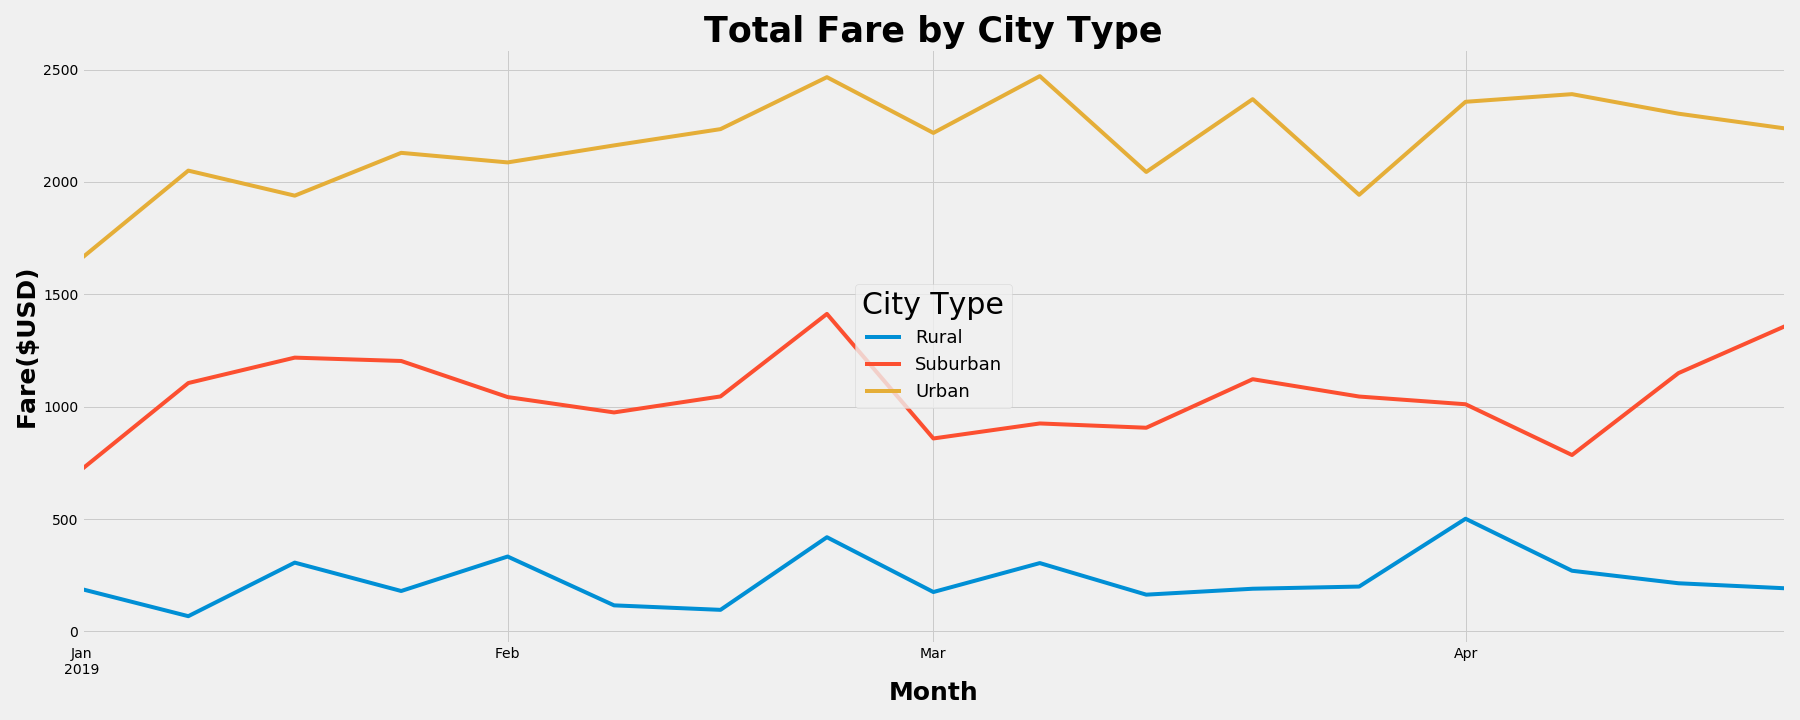 Total Fare by City Type
Fare($USD)
2500
2000
1500
1000
500
0
City Type
Rural
Suburban
Urban
Jan
2019
Feb
Mar
Apr
Month